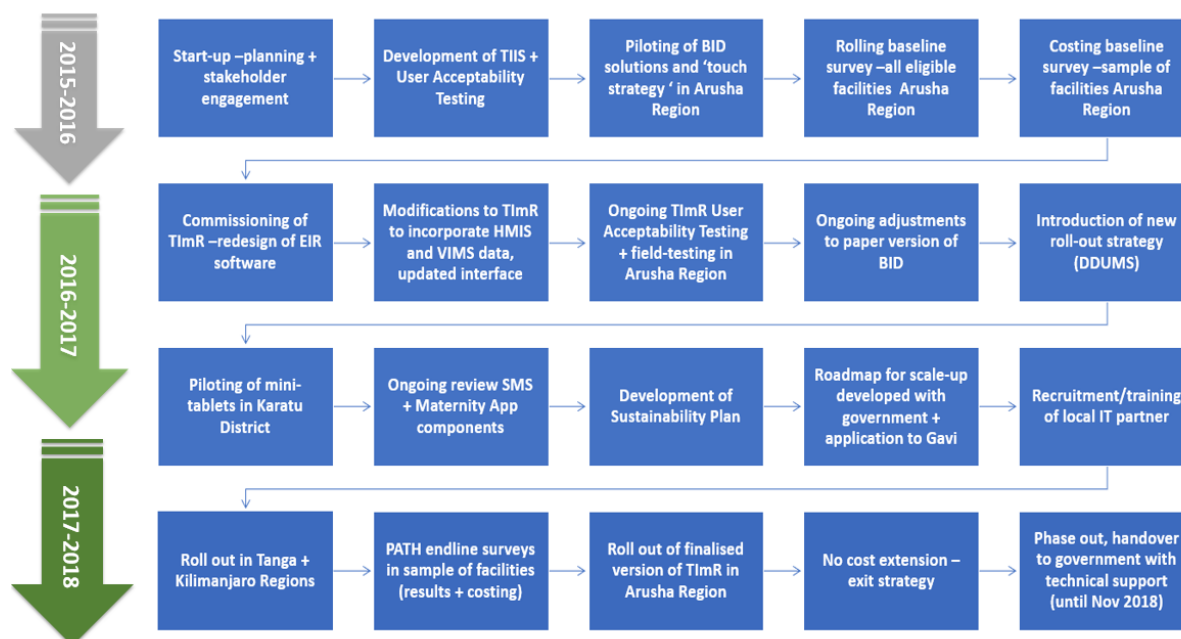 2015-2016
Start-up –planning +
stakeholder
engagement
Development of TIIS +
User Acceptability
Testing
Piloting of BID
solutions and ‘touch
strategy ‘ in Arusha
Region
Rolling baseline
survey –all eligible
facilities Arusha
Region
Costing baseline
survey –sample of
facilities Arusha
Region
2016-2017
Commissioning of
TImR –redesign of EIR
software
Modifications to TImR
to incorporate HMIS
and VIMS data,
updated interface
Ongoing TImR User
Acceptability Testing
+ field-testing in
Arusha Region
Ongoing adjustments
to paper version of
BID
Introduction of new
roll-out strategy
(DDUMS)
Piloting of mini-
tablets in Karatu
District
Ongoing review SMS
+ Maternity App
components
Development of
Sustainability Plan
Roadmap for scale-up
developed with
government +
application to Gavi
Recruitment/training
of local IT partner
2017-2018
Roll out in Tanga +
Kilimanjaro Regions
PATH endline surveys
in sample of facilities
(results + costing)
Roll out of finalised
version of TImR in
Arusha Region
No cost extension –
exit strategy
Phase out, handover
to government with
technical support
(until Nov 2018)